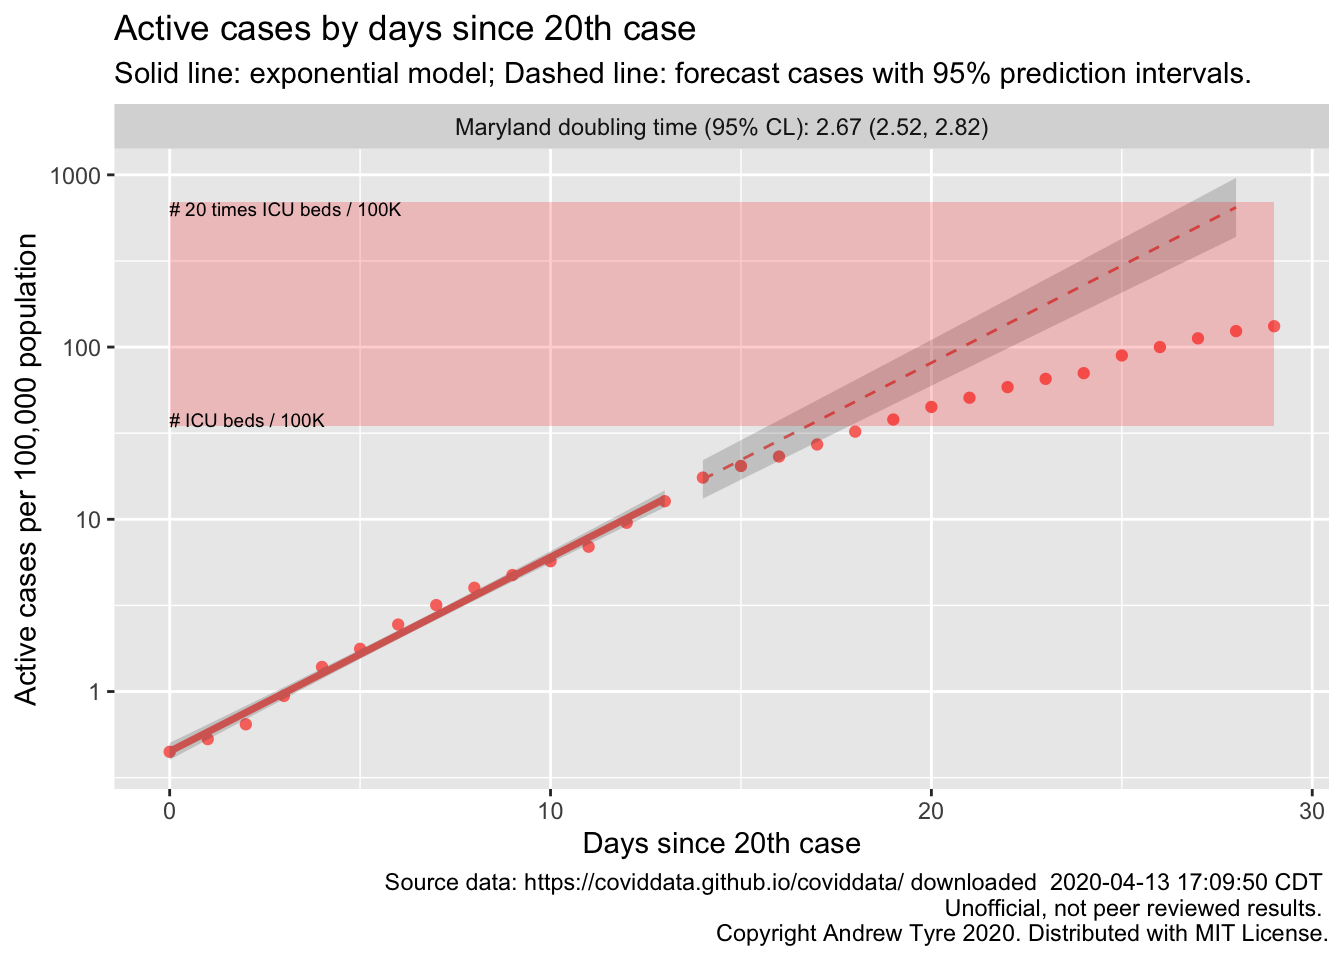 Active cases by days since 20th case
Solid line: exponential model; Dashed line: forecast cases with 95% prediction intervals.
Maryland doubling time (95% CL): 2.67 (2.52, 2.82)
Active cases per 100,000 population
1000
100
10
1
# 20 times ICU beds / 100K
# ICU beds / 100K
0
10
20
30
Days since 20th case
Source data: https://coviddata.github.io/coviddata/ downloaded  2020-04-13 17:09:50 CDT
Unofficial, not peer reviewed results.
Copyright Andrew Tyre 2020. Distributed with MIT License.